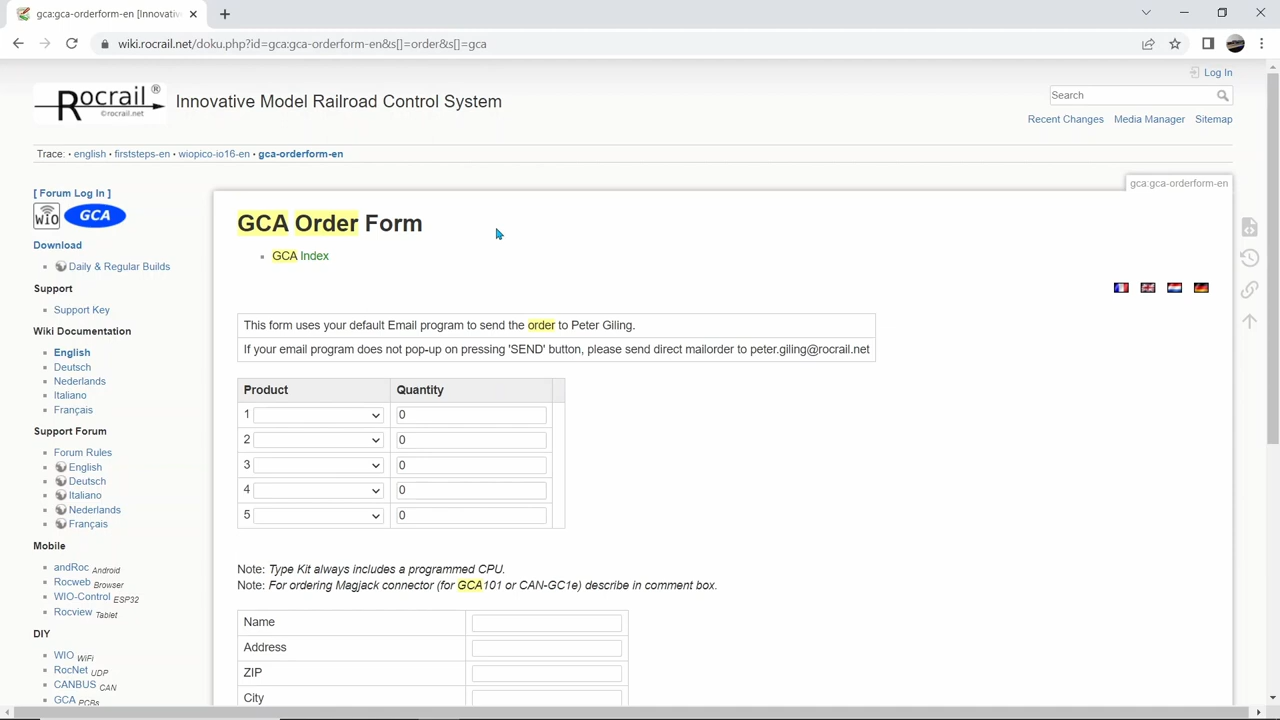 gca:gca-orderform-en [Innovativ
wiki.rocrail.net/doku.php?id=gca:gca-orderform-en&s[]=order&s[]=gca
Log In
Rocrail ®
©rocrail.net
Innovative Model Railroad Control System
Search
Recent Changes Media Manager Sitemap
Trace: • english • firststeps-en • wiopico-io16-en • gca-orderform-en
gca:gca-orderform-en
[ Forum Log In ]
WIO GCA
Download
Daily & Regular Builds
Support
Support Key
Wiki Documentation
English
Deutsch
Nederlands
Italiano
Français
Support Forum
Forum Rules
English
Deutsch
Italiano
Nederlands
Français
Mobile
andRoc Android
Rocweb Browser
WIO-Control ESP32
Rocview Tablet
DIY
WIO WiFi
RocNet UDP
CANBUS CAN
GCA PCBs
GCA Order Form
GCA Index
This form uses your default Email program to send the order to Peter Giling.
If your email program does not pop-up on pressing 'SEND' button, please send direct mailorder to peter.giling@rocrail.net
Product Quantity
1 0
2 0
3 0
4 0
5 0
Note: Type Kit always includes a programmed CPU.
Note: For ordering Magjack connector (for GCA101 or CAN-GC1e) describe in comment box.
Name
Address
ZIP
City